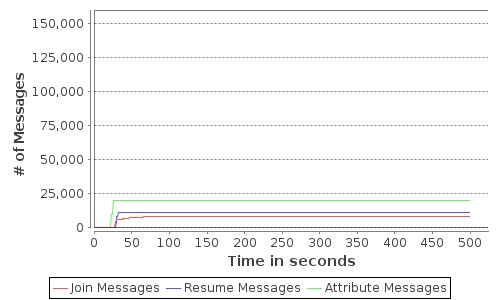 150,000
125,000
100,000
75,000
50,000
25,000
0
# of Messages
0 50 100 150 200 250 300 350 400 450 500
Time in seconds
Join Messages Resume Messages Attribute Messages